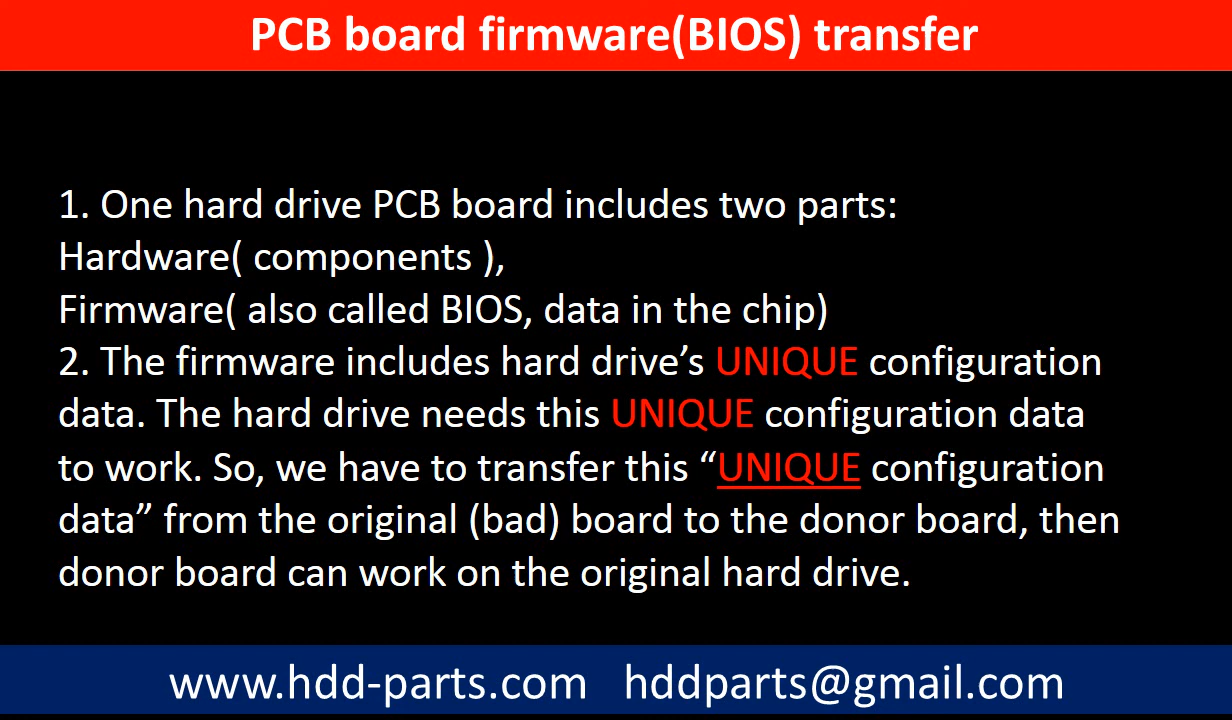 PCB board firmware(BIOS) transfer
1. One hard drive PCB board includes two parts:
Hardware( components ),
Firmware( also called BIOS, data in the chip)
2. The firmware includes hard drive’s UNIQUE configuration
data. The hard drive needs this UNIQUE configuration data
to work. So, we have to transfer this “UNIQUE configuration
data” from the original (bad) board to the donor board, then
donor board can work on the original hard drive.
www.hdd-parts.com hddparts@gmail.com